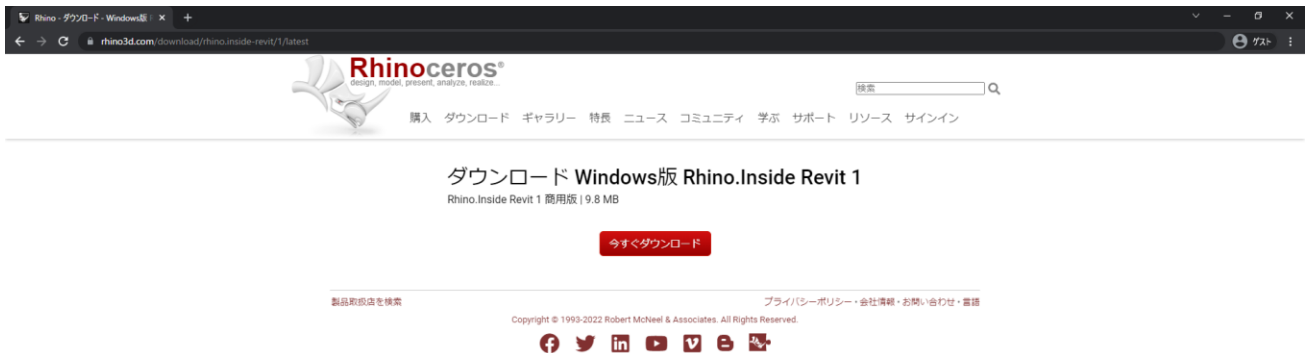 Rhino - ダウンロード - Windows版
rhino3d.com/download/rhino.inside-revit/1/latest
ゲスト
Rhinoceros®
design, model, present, analyze, realize...
検索
購入 ダウンロード ギャラリー 特長 ニュース コミュニティ 学ぶ サポート リソース サインイン
ダウンロード Windows版 Rhino.Inside Revit 1
Rhino.Inside Revit 1 商用版 | 9.8 MB
今すぐダウンロード
製品取扱店を検索
プライバシーポリシー・会社情報・お問い合わせ・言語
Copyright © 1993-2022 Robert McNeel & Associates. All Rights Reserved.